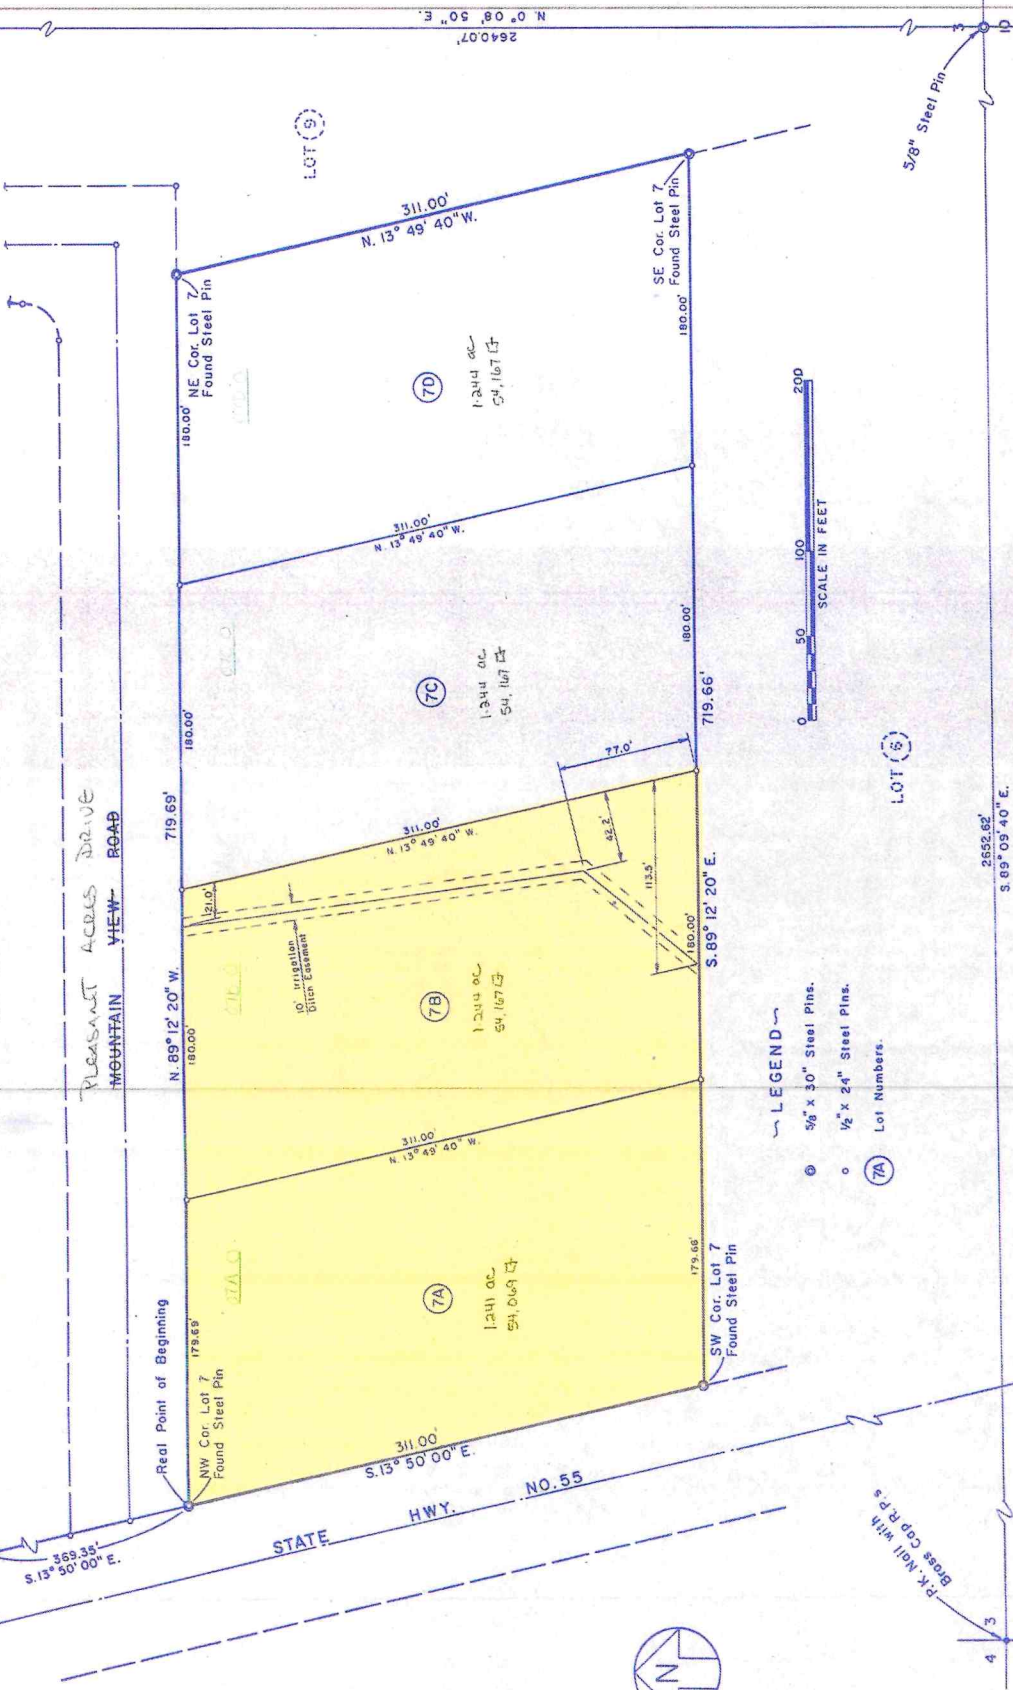 N. 0° 08' 50" E.
2640.07'
3
10
5/8" Steel Pin
LOT (9)
311.00'
N. 13° 49' 40" W.
NE Cor. Lot 7
Found Steel Pin
SE Cor. Lot 7
Found Steel Pin
180.00'
180.00'
7D
1.244 ac
54,167
311.00'
N. 13° 49' 40" W.
200
100
50
0
SCALE IN FEET
180.00'
180.00'
7C
1.244 ac
54,167
719.69'
719.66'
PLEASANT ACRES DRIVE
MOUNTAIN VIEW ROAD
311.00'
N. 13° 49' 40" W.
77.0'
42.2'
113.5'
121.0'
LOT (6)
2652.62'
S. 89° 09' 40" E.
N. 89° 12' 20" W.
180.00'
180.00'
S. 89° 12' 20" E.
10' Irrigation
Ditch Easement
7B
1.244 ac
54,167
311.00'
N. 13° 49' 40" W.
~ LEGEND ~
5/8" x 30" Steel Pins.
1/2" x 24" Steel Pins.
7A Lot Numbers.
7A
1.241 ac
54,069
179.69'
179.66'
Real Point of Beginning
NW Cor. Lot 7
Found Steel Pin
SW Cor. Lot 7
Found Steel Pin
311.00'
S. 13° 50' 00" E.
369.35'
S. 13° 50' 00" E.
STATE HWY. NO. 55
P.K. Nail with
Brass Cap R.P.s
4
3
N